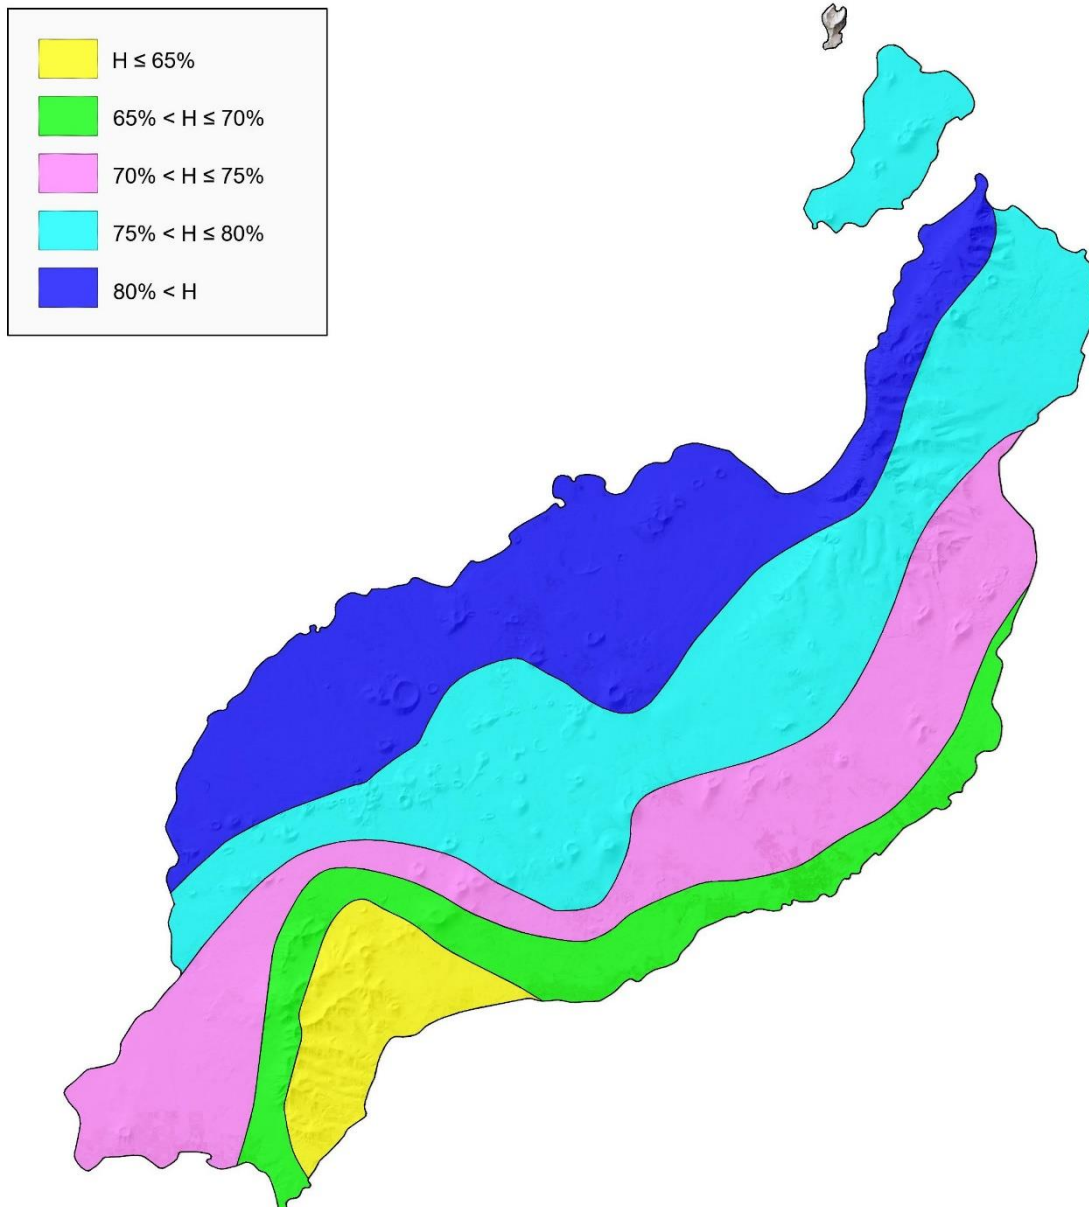 H ≤ 65%
65% < H ≤ 70%
70% < H ≤ 75%
75% < H ≤ 80%
80% < H